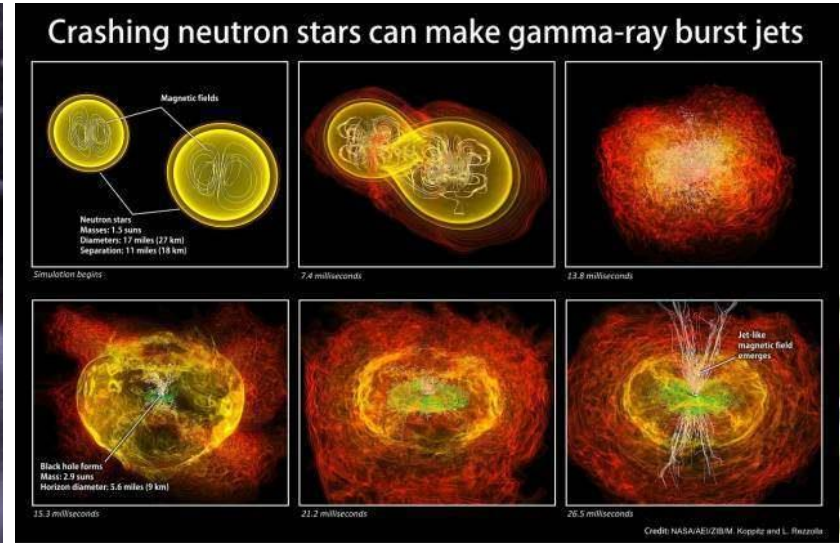 Crashing neutron stars can make gamma-ray burst jets
Magnetic fields
Neutron stars
Masses: 1.5 suns
Diameters: 17 miles (27 km)
Separation: 11 miles (18 km)
Simulation begins
7.4 milliseconds
13.8 milliseconds
Black hole forms
Mass: 2.9 suns
Horizon diameter: 5.6 miles (9 km)
15.3 milliseconds
21.2 milliseconds
Jet-like
magnetic field
emerges
26.5 milliseconds
Credit: NASA/AEI/ZIB/M. Koppitz and L. Rezzolla